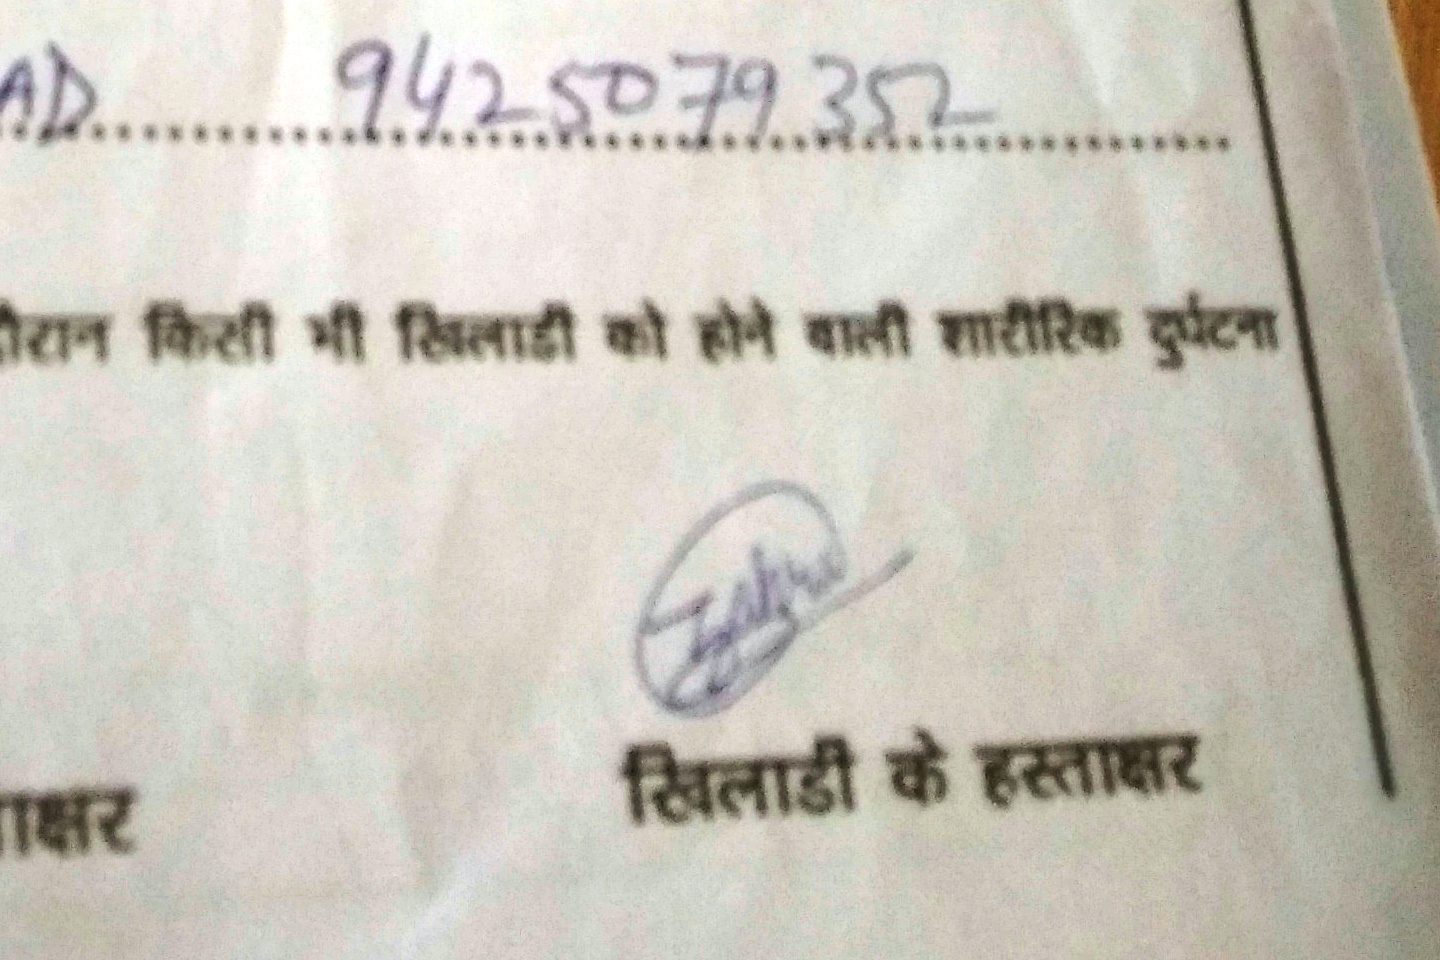 AD 9425079352
दौरान किसी भी खिलाडी को होने वाली शारीरिक दुर्घटना
ाक्षर खिलाडी के हस्ताक्षर